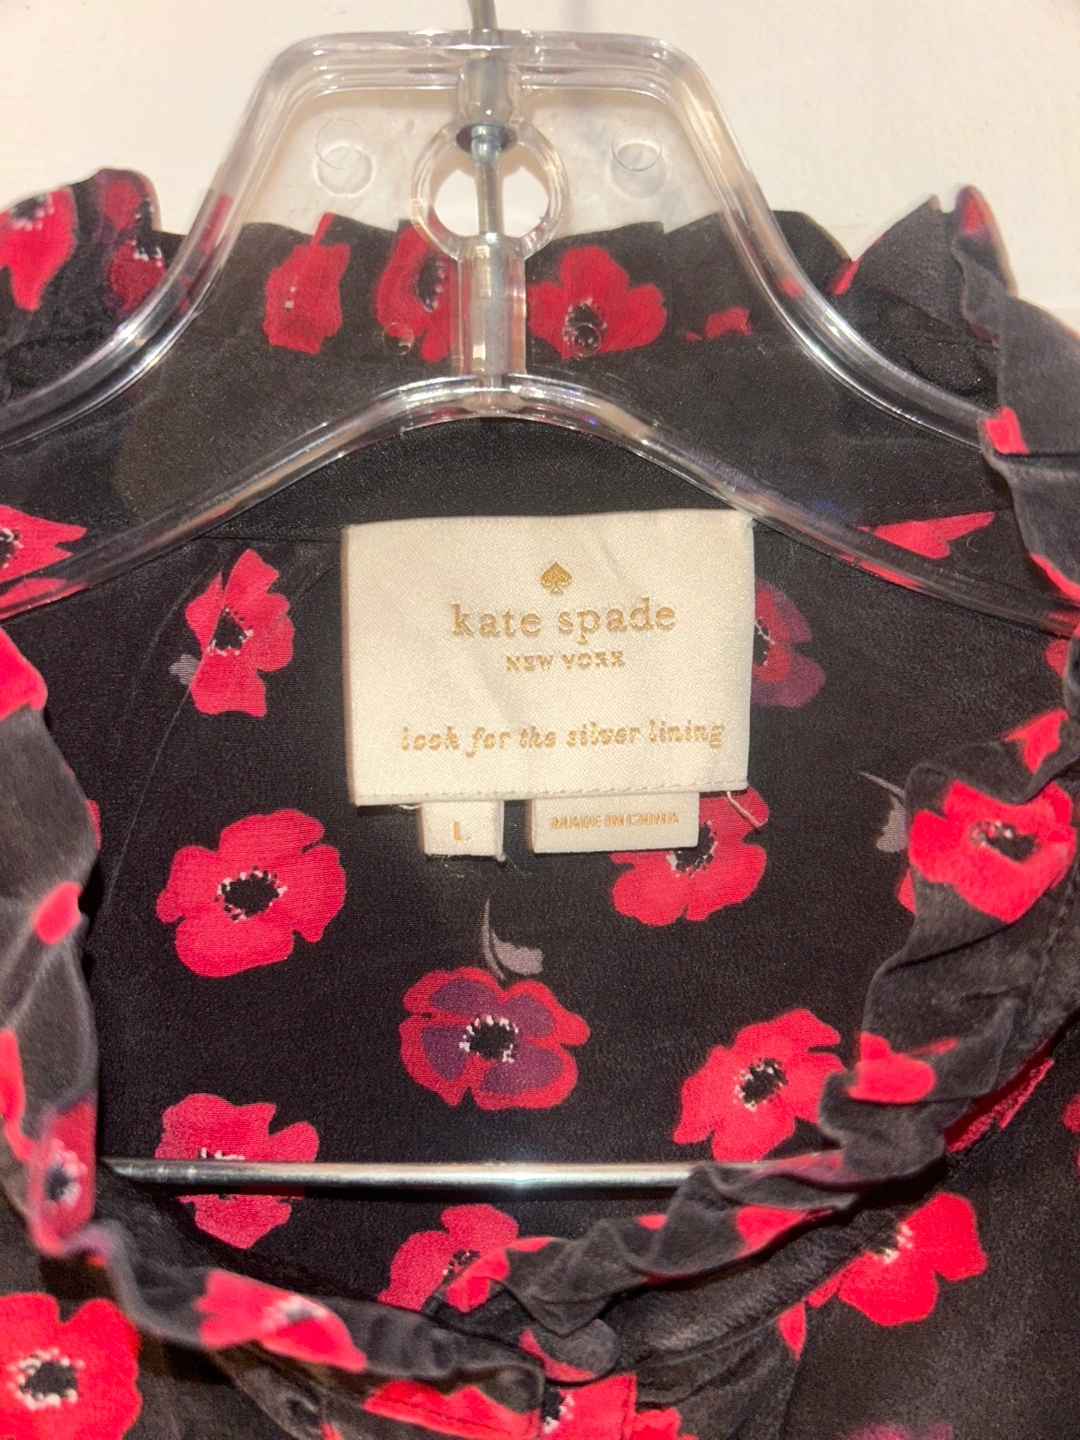 kate spade
NEW YORK
look for the silver lining
L
MADE IN CHINA